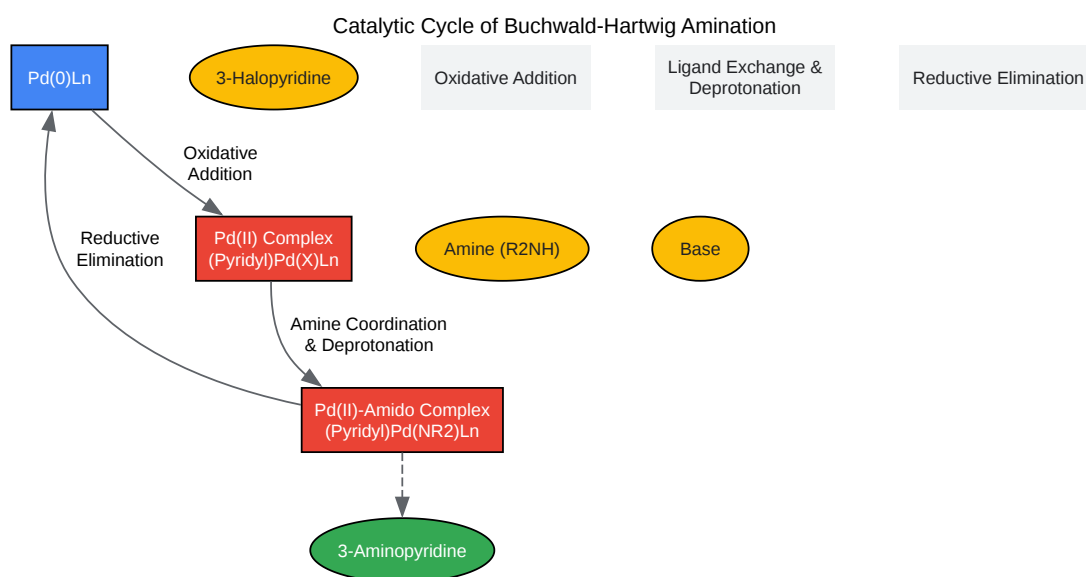 Catalytic Cycle of Buchwald-Hartwig Amination
Pd(0)Ln
3-Halopyridine
Oxidative Addition
Ligand Exchange &
Deprotonation
Reductive Elimination
Oxidative
Addition
Reductive
Elimination
Pd(II) Complex
(Pyridyl)Pd(X)Ln
Amine (R2NH)
Base
Amine Coordination
& Deprotonation
Pd(II)-Amido Complex
(Pyridyl)Pd(NR2)Ln
3-Aminopyridine